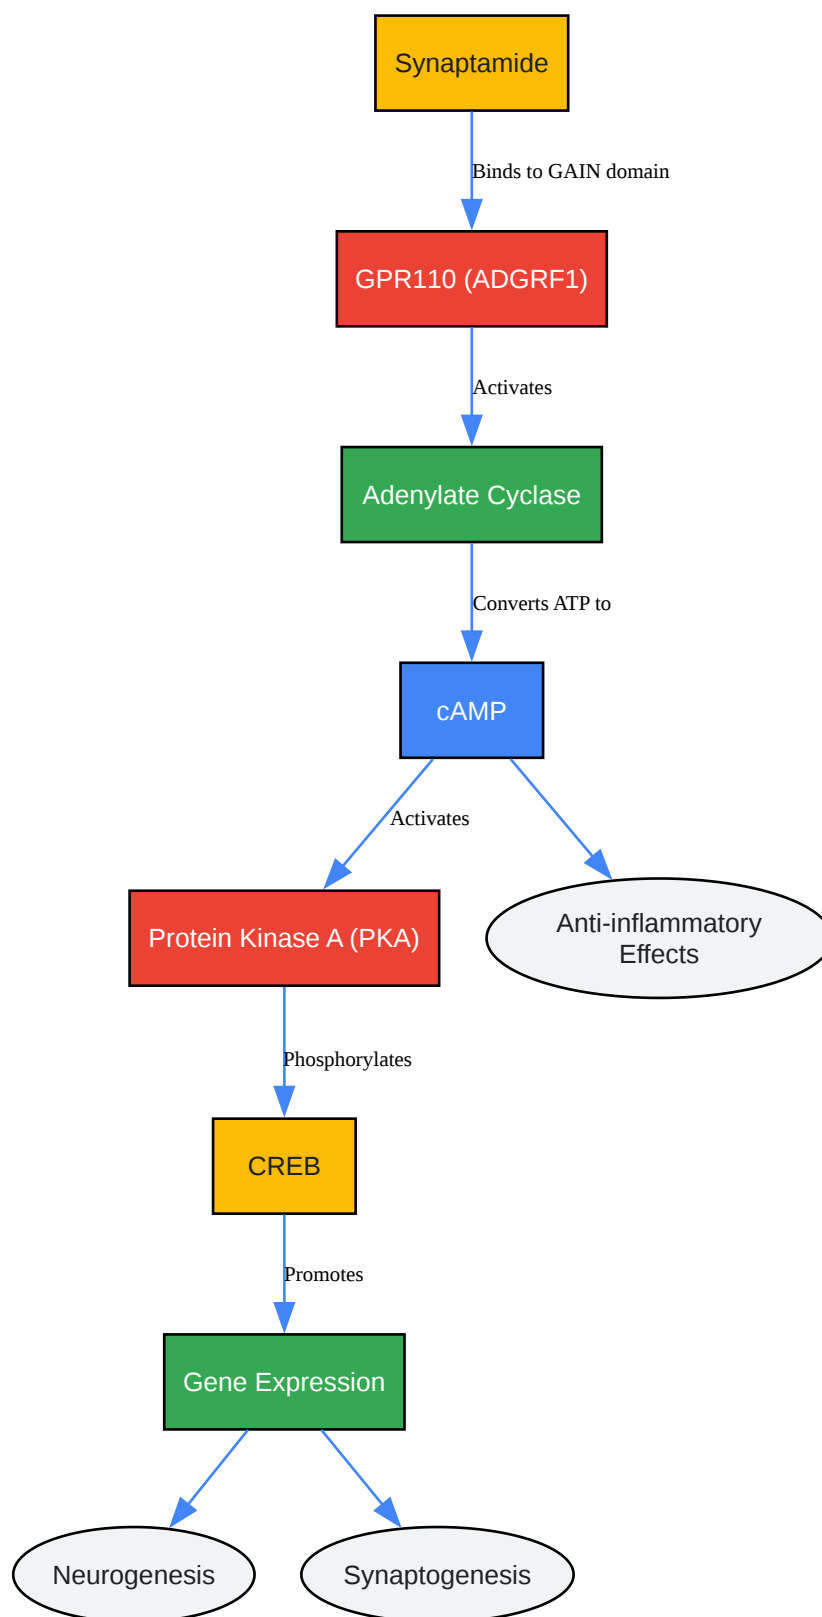 Synaptamide
Binds to GAIN domain
GPR110 (ADGRF1)
Activates
Adenylate Cyclase
Converts ATP to
cAMP
Activates
Protein Kinase A (PKA)
Anti-inflammatory
Effects
Phosphorylates
CREB
Promotes
Gene Expression
Neurogenesis
Synaptogenesis